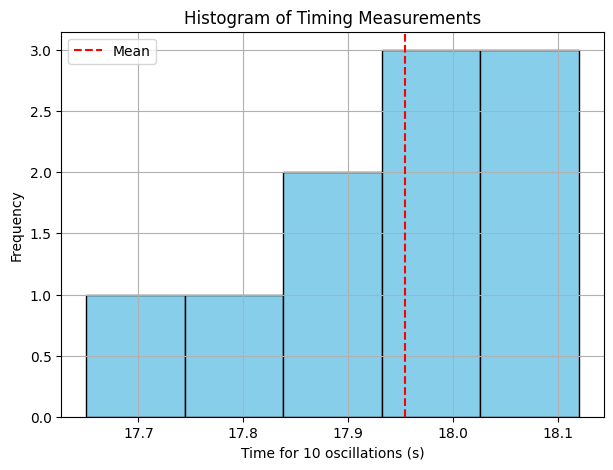 Histogram of Timing Measurements
Mean
3.0
2.5
2.0
1.5
1.0
0.5
0.0
Frequency
17.7 17.8 17.9 18.0 18.1
Time for 10 oscillations (s)